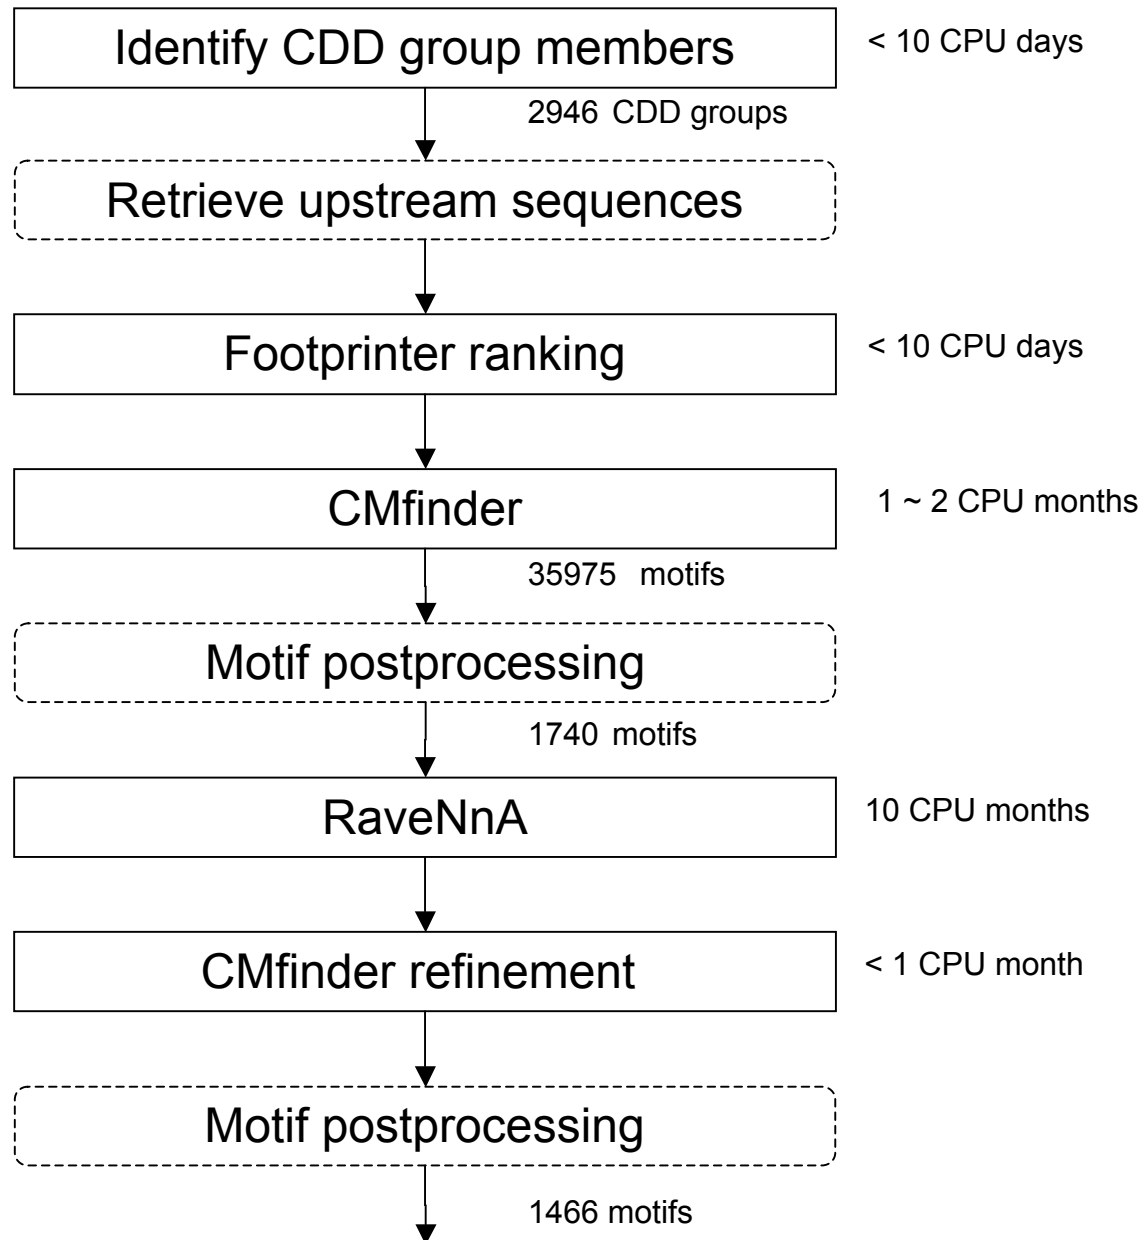 Identify CDD group members
< 10 CPU days
2946 CDD groups
Retrieve upstream sequences
Footprinter ranking
< 10 CPU days
CMfinder
1 ~ 2 CPU months
35975 motifs
Motif postprocessing
1740 motifs
RaveNnA
10 CPU months
CMfinder refinement
< 1 CPU month
Motif postprocessing
1466 motifs